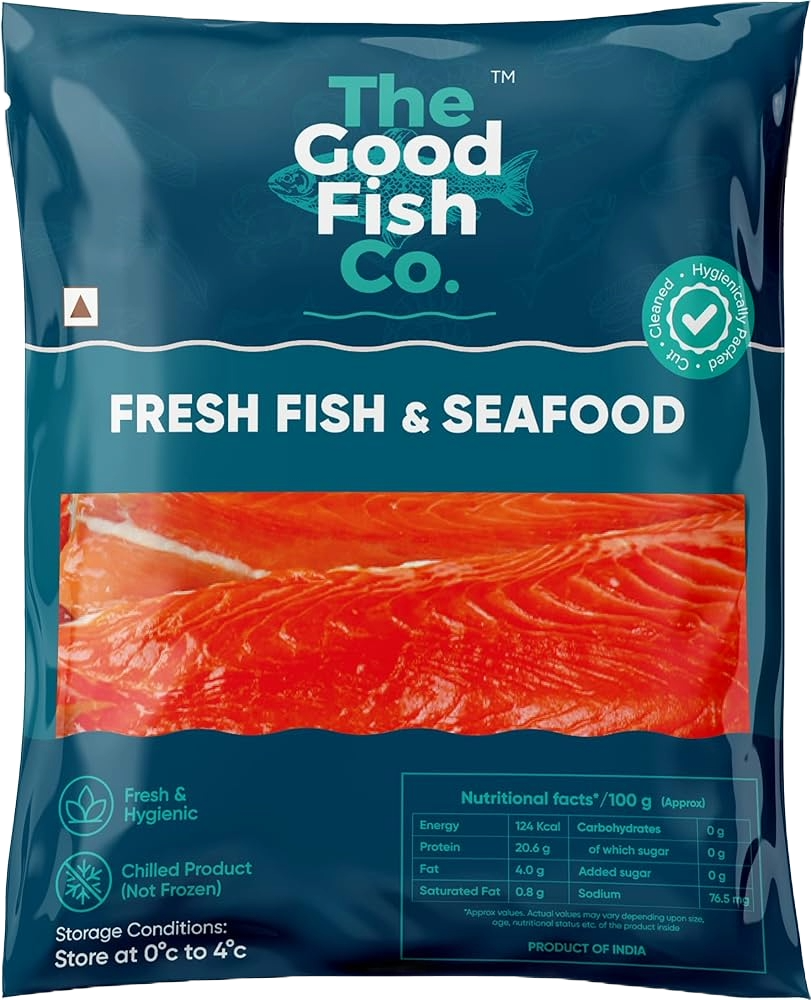 The
Good
Fish
Co.
TM
Hygienically Packed • Cut • Cleaned •
FRESH FISH & SEAFOOD
Fresh &
Hygienic
Chilled Product
(Not Frozen)
Storage Conditions:
Store at 0°c to 4°c
Nutritional facts*/100 g (Approx)
Energy 124 Kcal Carbohydrates 0 g
Protein 20.6 g of which sugar 0 g
Fat 4.0 g Added sugar 0 g
Saturated Fat 0.8 g Sodium 76.5 mg
*Approx values. Actual values may vary depending upon size,
age, nutritional status etc. of the product inside
PRODUCT OF INDIA